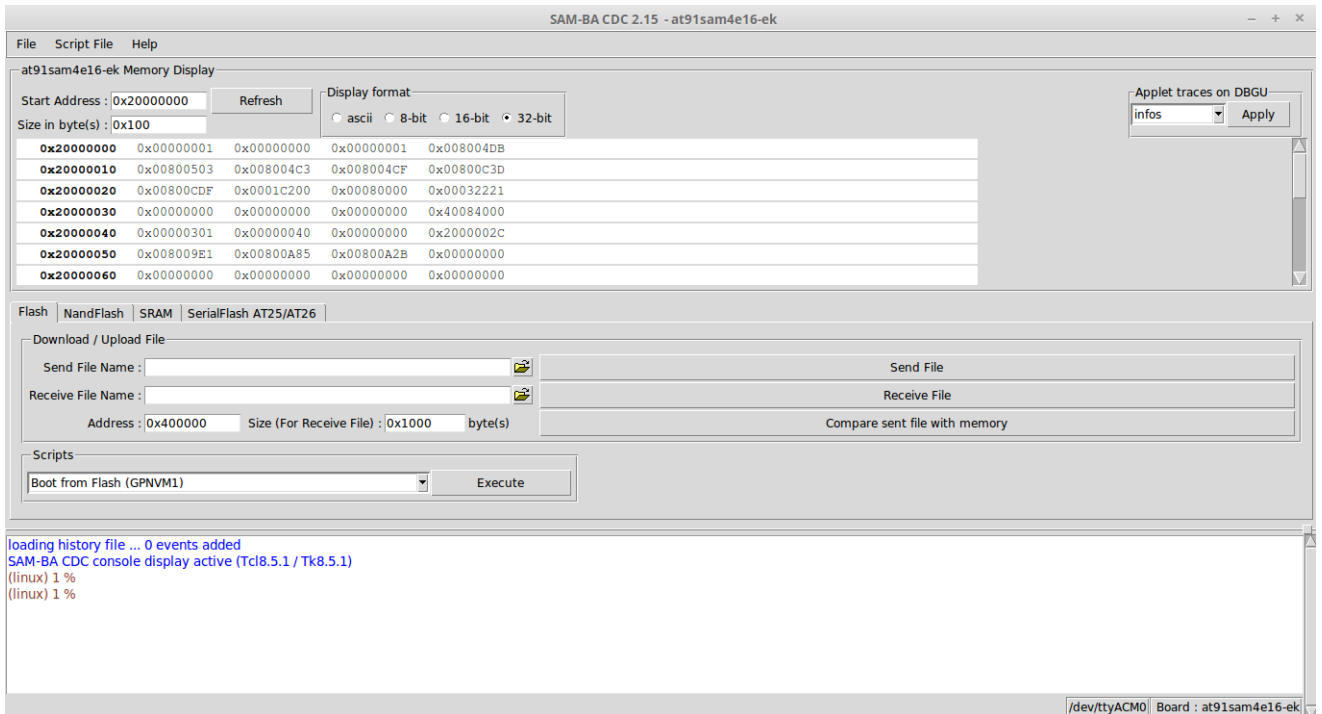 SAM-BA CDC 2.15 - at91sam4e16-ek
File Script File Help
at91sam4e16-ek Memory Display
Start Address : 0x20000000 Refresh
Size in byte(s) : 0x100
Display format
ascii 8-bit 16-bit 32-bit
Applet traces on DBGU
infos Apply
0x20000000 0x00000001 0x00000000 0x00000001 0x008004DB
0x20000010 0x00800503 0x008004C3 0x008004CF 0x00800C3D
0x20000020 0x00800CDF 0x0001C200 0x00080000 0x00032221
0x20000030 0x00000000 0x00000000 0x00000000 0x40084000
0x20000040 0x00000301 0x00000040 0x00000000 0x2000002C
0x20000050 0x008009E1 0x00800A85 0x00800A2B 0x00000000
0x20000060 0x00000000 0x00000000 0x00000000 0x00000000
Flash NandFlash SRAM SerialFlash AT25/AT26
Download / Upload File
Send File Name : Send File
Receive File Name : Receive File
Address : 0x400000 Size (For Receive File) : 0x1000 byte(s) Compare sent file with memory
Scripts
Boot from Flash (GPNVM1) Execute
loading history file ... 0 events added
SAM-BA CDC console display active (Tcl8.5.1 / Tk8.5.1)
(linux) 1 %
(linux) 1 %
/dev/ttyACM0 Board : at91sam4e16-ek